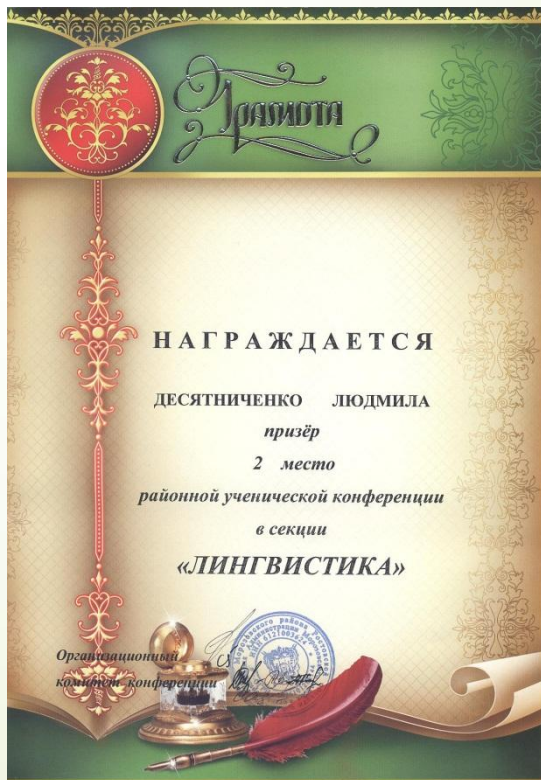 Грамота
НАГРАЖДАЕТСЯ
ДЕСЯТНИЧЕНКО ЛЮДМИЛА
призёр
2 место
районной ученической конференции
в секции
«ЛИНГВИСТИКА»
Организационный
комитет конференции